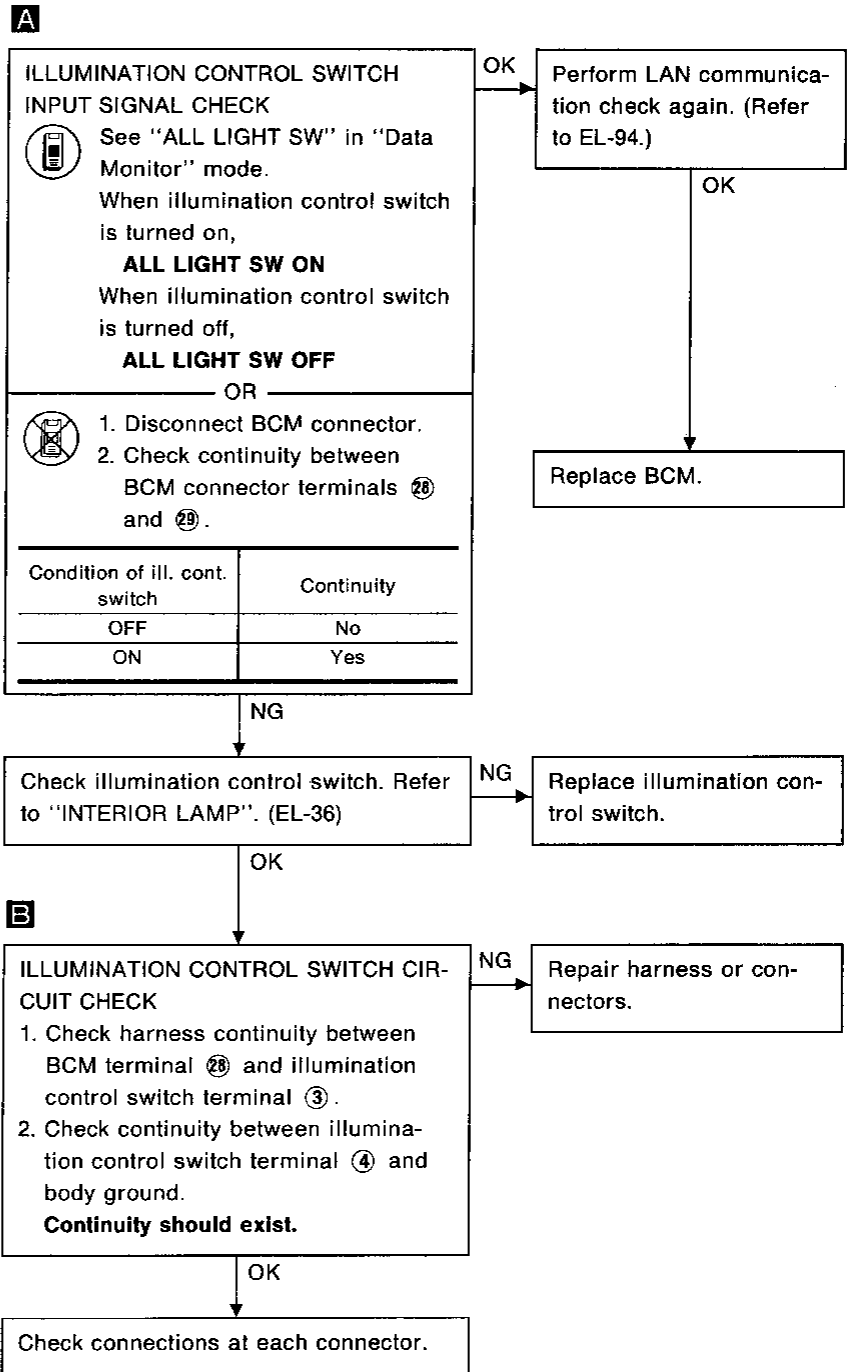 A
ILLUMINATION CONTROL SWITCH
INPUT SIGNAL CHECK
See "ALL LIGHT SW" in "Data
Monitor" mode.
When illumination control switch
is turned on,
ALL LIGHT SW ON
When illumination control switch
is turned off,
ALL LIGHT SW OFF
OR
1. Disconnect BCM connector.
2. Check continuity between
BCM connector terminals ㉘
and ㉙.
Condition of ill. cont.
switch
Continuity
OFF No
ON Yes
OK
Perform LAN communica-
tion check again. (Refer
to EL-94.)
OK
Replace BCM.
NG
Check illumination control switch. Refer
to "INTERIOR LAMP". (EL-36)
NG
Replace illumination con-
trol switch.
OK
B
ILLUMINATION CONTROL SWITCH CIR-
CUIT CHECK
1. Check harness continuity between
BCM terminal ㉘ and illumination
control switch terminal ③.
2. Check continuity between illumina-
tion control switch terminal ④ and
body ground.
Continuity should exist.
NG
Repair harness or con-
nectors.
OK
Check connections at each connector.